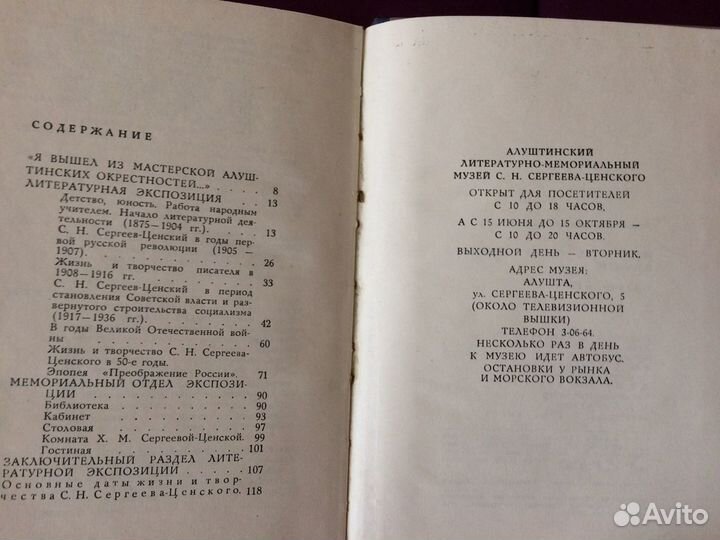 СОДЕРЖАНИЕ
«Я ВЫШЕЛ ИЗ МАСТЕРСКОЙ АЛУШ-
ТИНСКИХ ОКРЕСТНОСТЕЙ...» . . 8
ЛИТЕРАТУРНАЯ ЭКСПОЗИЦИЯ . . 13
Детство, юность. Работа народным
учителем. Начало литературной дея-
тельности (1875—1904 гг.). . . . 13
С. Н. Сергеев-Ценский в годы пер-
вой русской революции (1905 —
1907). . . . . . . . . 26
Жизнь и творчество писателя в
1908—1916 гг. . . . . . . 33
С. Н. Сергеев-Ценский в период
становления Советской власти и раз-
вернутого строительства социализма
(1917—1936 гг.). . . . . . 42
В годы Великой Отечественной вой-
ны . . . . . . . . . 60
Жизнь и творчество С. Н. Сергеева-
Ценского в 50-е годы.
Эпопея «Преображение России». . 71
МЕМОРИАЛЬНЫЙ ОТДЕЛ ЭКСПОЗИ-
ЦИИ . . . . . . . . . 90
Библиотека . . . . . . . 90
Кабинет . . . . . . . . 93
Столовая . . . . . . . . 97
Комната Х. М. Сергеевой-Ценской. 99
Гостиная . . . . . . . . 101
ЗАКЛЮЧИТЕЛЬНЫЙ РАЗДЕЛ ЛИТЕ-
РАТУРНОЙ ЭКСПОЗИЦИИ . . . . 107
Основные даты жизни и твор-
чества С. Н. Сергеева-Ценского. 118
АЛУШТИНСКИЙ
ЛИТЕРАТУРНО-МЕМОРИАЛЬНЫЙ
МУЗЕЙ С. Н. СЕРГЕЕВА-ЦЕНСКОГО
ОТКРЫТ ДЛЯ ПОСЕТИТЕЛЕЙ
С 10 ДО 18 ЧАСОВ,
А С 15 ИЮНЯ ДО 15 ОКТЯБРЯ —
С 10 ДО 20 ЧАСОВ.
ВЫХОДНОЙ ДЕНЬ — ВТОРНИК.
АДРЕС МУЗЕЯ:
АЛУШТА,
ул. СЕРГЕЕВА-ЦЕНСКОГО, 5
(ОКОЛО ТЕЛЕВИЗИОННОЙ
ВЫШКИ)
ТЕЛЕФОН 3-06-64.
НЕСКОЛЬКО РАЗ В ДЕНЬ
К МУЗЕЮ ИДЕТ АВТОБУС.
ОСТАНОВКИ У РЫНКА
И МОРСКОГО ВОКЗАЛА.
Avito